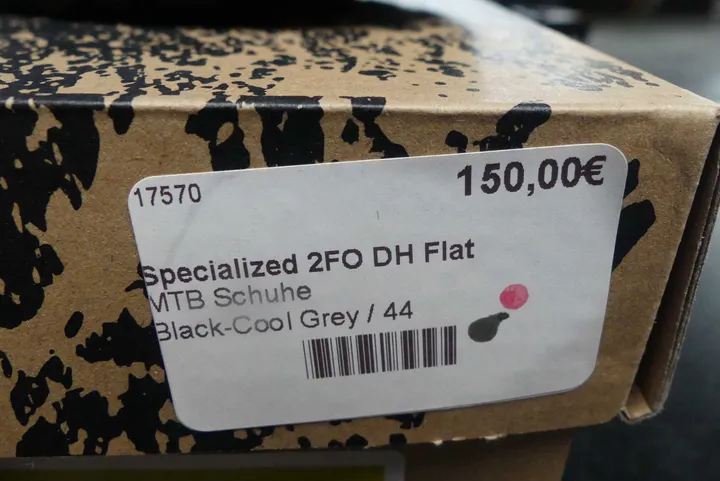 17570
150,00€
Specialized 2FO DH Flat
MTB Schuhe
Black-Cool Grey / 44